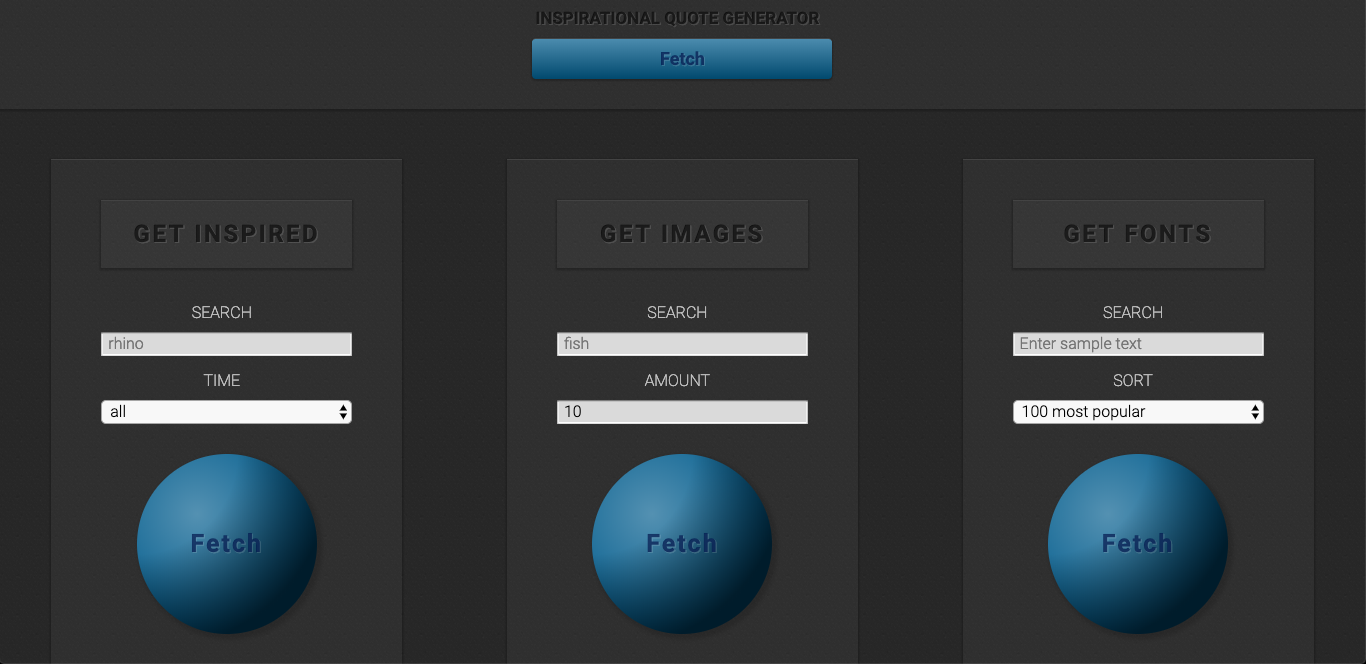 INSPIRATIONAL QUOTE GENERATOR
Fetch
GET INSPIRED
SEARCH
rhino
TIME
all
Fetch
GET IMAGES
SEARCH
fish
AMOUNT
10
Fetch
GET FONTS
SEARCH
Enter sample text
SORT
100 most popular
Fetch